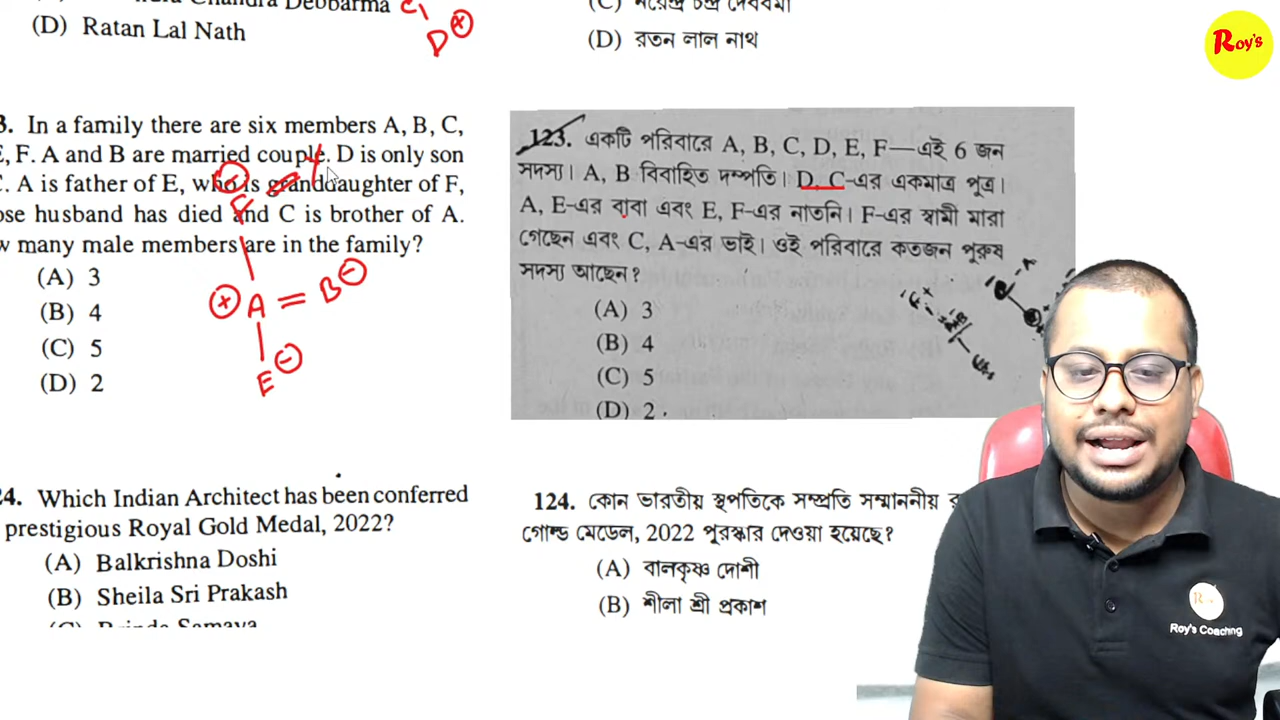 Debbarma
(D) Ratan Lal Nath
C
D +
(D) রতন লাল নাথ
Roy's
3. In a family there are six members A, B, C,
E, F. A and B are married couple. D is only son
C. A is father of E, who is granddaughter of F,
ose husband has died and C is brother of A.
w many male members are in the family?
(A) 3
(B) 4
(C) 5
(D) 2
F
+ A = B −
E −
123. একটি পরিবারে A, B, C, D, E, F—এই 6 জন
সদস্য। A, B বিবাহিত দম্পতি। D, C-এর একমাত্র পুত্র।
A, E-এর বাবা এবং E, F-এর নাতনি। F-এর স্বামী মারা
গেছেন এবং C, A-এর ভাই। ওই পরিবারে কতজন পুরুষ
সদস্য আছেন?
(A) 3
(B) 4
(C) 5
(D) 2
24. Which Indian Architect has been conferred
prestigious Royal Gold Medal, 2022?
(A) Balkrishna Doshi
(B) Sheila Sri Prakash
124. কোন ভারতীয় স্থপতিকে সম্প্রতি সম্মাননীয়
গোল্ড মেডেল, 2022 পুরস্কার দেওয়া হয়েছে?
(A) বালকৃষ্ণ দোশী
(B) শীলা শ্রী প্রকাশ
Roy's Coaching